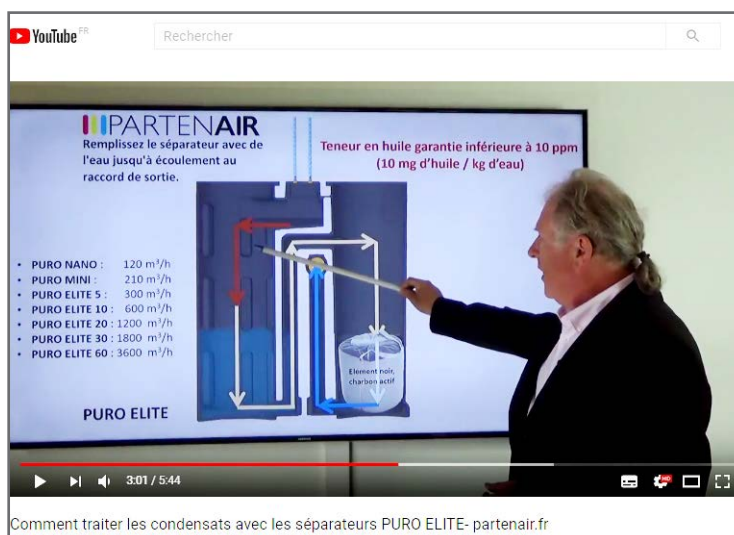 YouTube FR
Rechercher
PARTENAIR
Remplissez le séparateur avec de
l'eau jusqu'à écoulement au
raccord de sortie.
Teneur en huile garantie inférieure à 10 ppm
(10 mg d'huile / kg d'eau)
• PURO NANO : 120 m³/h
• PURO MINI : 210 m³/h
• PURO ELITE 5 : 300 m³/h
• PURO ELITE 10 : 600 m³/h
• PURO ELITE 20 : 1200 m³/h
• PURO ELITE 30 : 1800 m³/h
• PURO ELITE 60 : 3600 m³/h
Element noir,
charbon actif
PURO ELITE
3:01 / 5:44
HD
Comment traiter les condensats avec les séparateurs PURO ELITE- partenair.fr